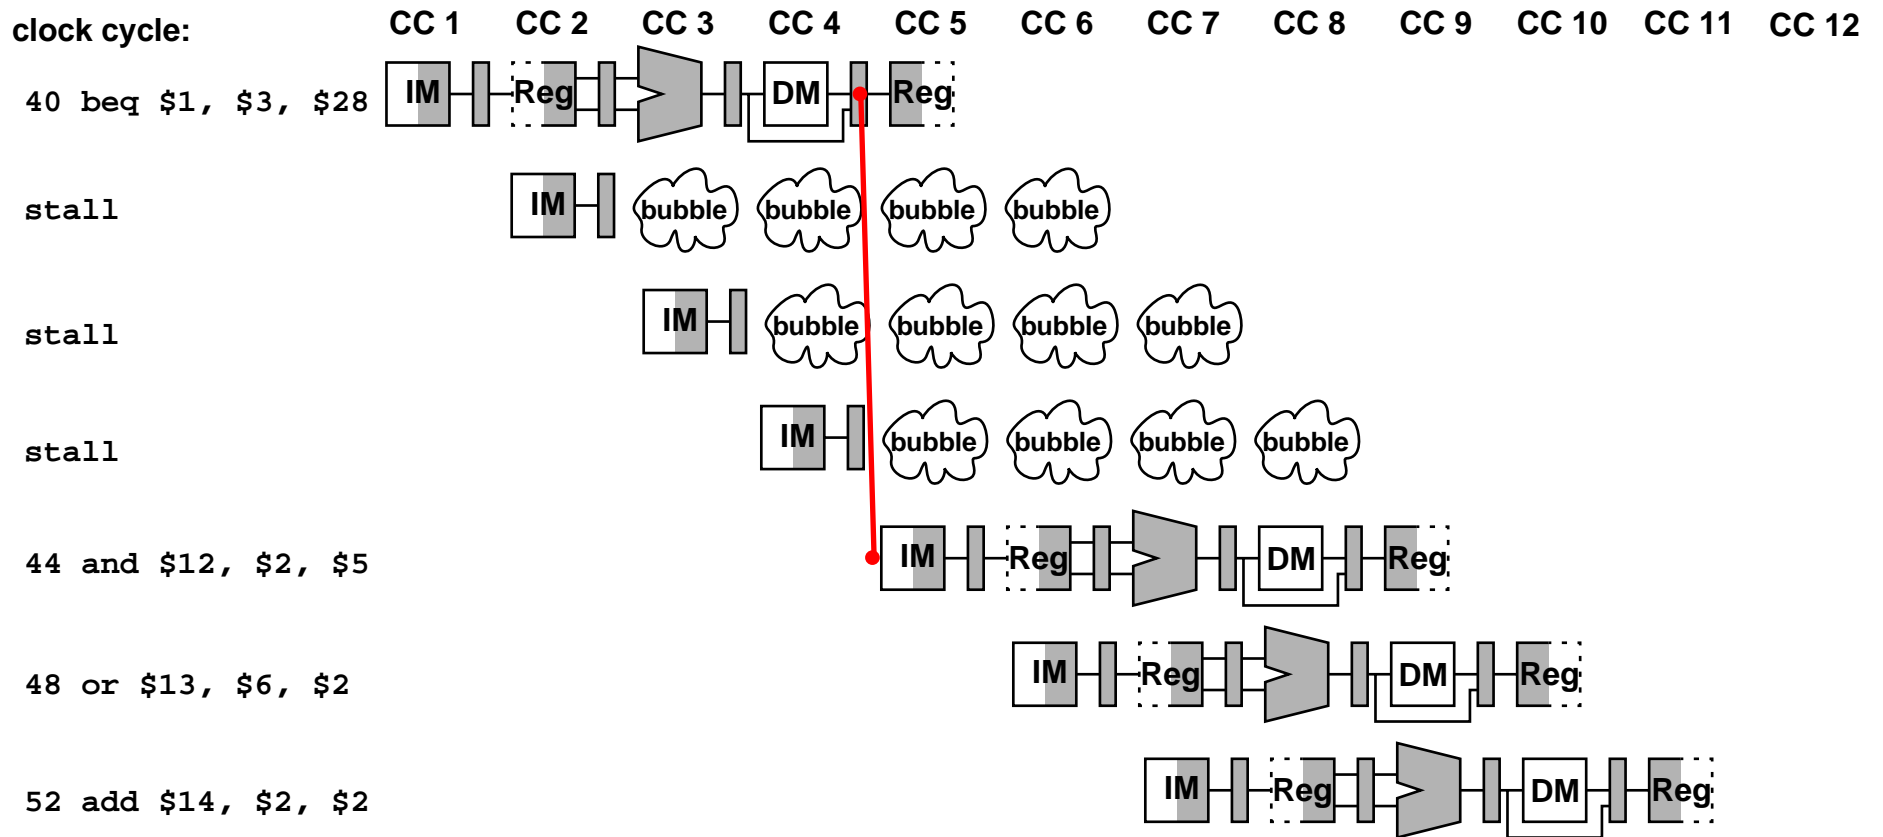 clock cycle: CC 1 CC 2 CC 3 CC 4 CC 5 CC 6 CC 7 CC 8 CC 9 CC 10 CC 11 CC 12
40 beq $1, $3, $28 IM Reg DM Reg
stall IM bubble bubble bubble bubble
stall IM bubble bubble bubble bubble
stall IM bubble bubble bubble bubble
44 and $12, $2, $5 IM Reg DM Reg
48 or $13, $6, $2 IM Reg DM Reg
52 add $14, $2, $2 IM Reg DM Reg